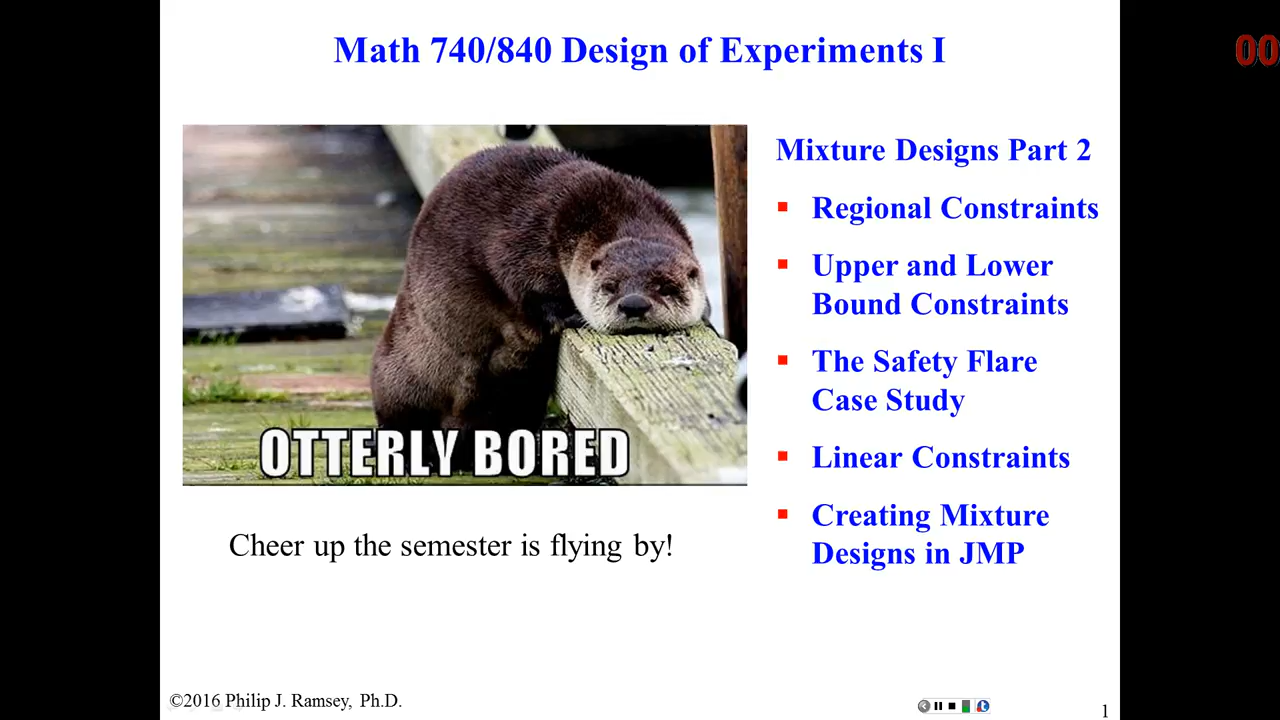 Math 740/840 Design of Experiments I
00
Mixture Designs Part 2
Regional Constraints
Upper and Lower
Bound Constraints
The Safety Flare
Case Study
Linear Constraints
Creating Mixture
Designs in JMP
OTTERLY BORED
Cheer up the semester is flying by!
©2016 Philip J. Ramsey, Ph.D.
1